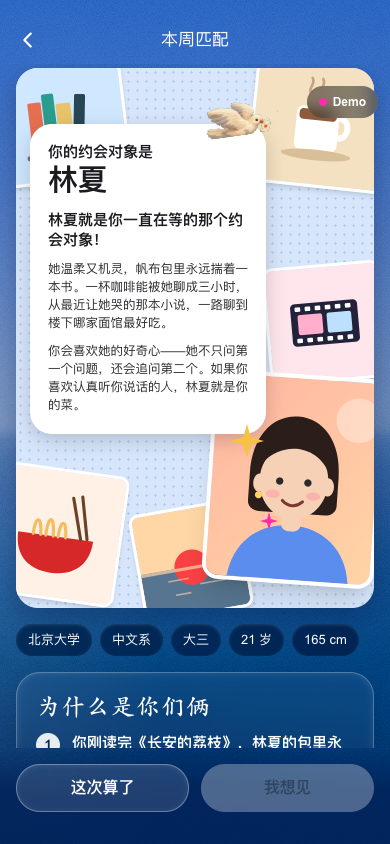 本周匹配
Demo
你的约会对象是
林夏
林夏就是你一直在等的那个约
会对象！
她温柔又机灵，帆布包里永远揣着一
本书。一杯咖啡能被她聊成三小时，
从最近让她哭的那本小说，一路聊到
楼下哪家面馆最好吃。
你会喜欢她的好奇心——她不只问第
一个问题，还会追问第二个。如果你
喜欢认真听你说话的人，林夏就是你
的菜。
北京大学
中文系
大三
21 岁
165 cm
为什么是你们俩
1 你刚读完《长安的荔枝》，林夏的包里永
这次算了
我想见